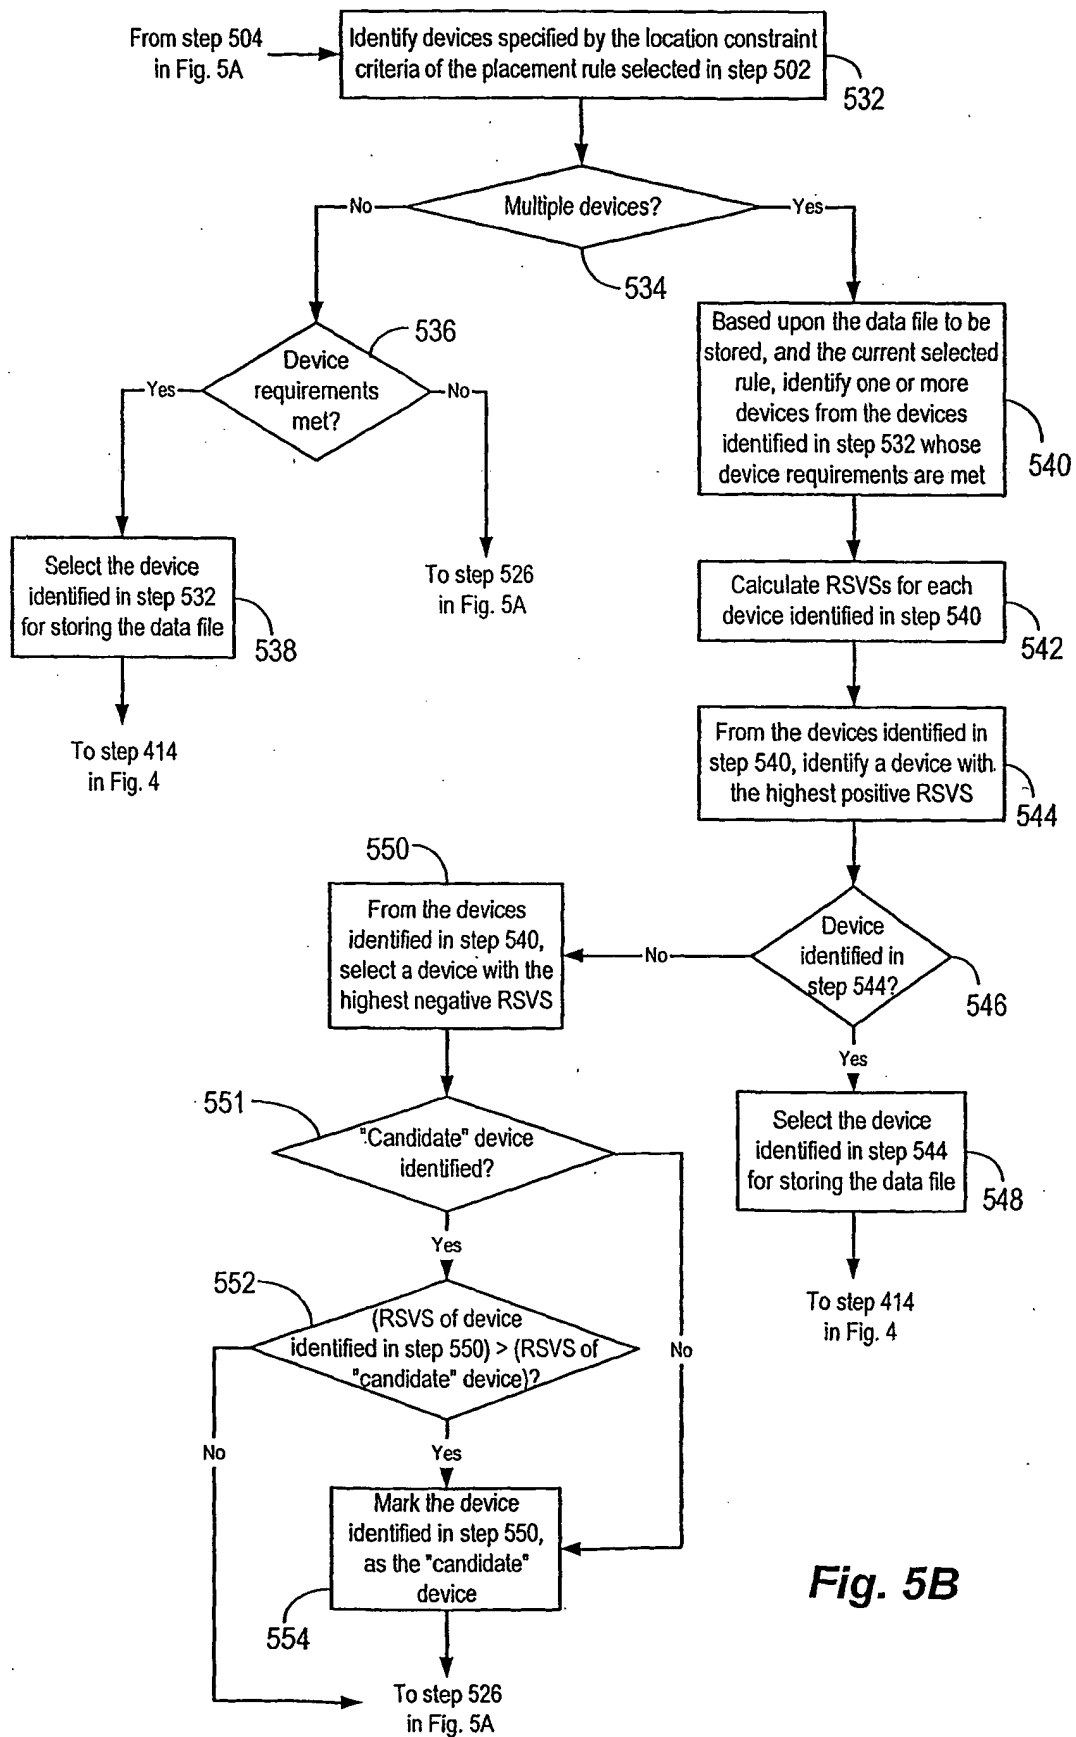 From step 504
in Fig. 5A
Identify devices specified by the location constraint
criteria of the placement rule selected in step 502
532
Multiple devices?
No
Yes
534
536
Device
requirements
met?
Yes
No
Based upon the data file to be
stored, and the current selected
rule, identify one or more
devices from the devices
identified in step 532 whose
device requirements are met
540
Select the device
identified in step 532
for storing the data file
538
To step 526
in Fig. 5A
Calculate RSVSs for each
device identified in step 540
542
To step 414
in Fig. 4
From the devices identified in
step 540, identify a device with
the highest positive RSVS
544
550
From the devices
identified in step 540,
select a device with the
highest negative RSVS
No
Device
identified in
step 544?
546
Yes
551
"Candidate" device
identified?
Select the device
identified in step 544
for storing the data file
548
Yes
552
(RSVS of device
identified in step 550) > (RSVS of
"candidate" device)?
No
To step 414
in Fig. 4
No
Yes
Mark the device
identified in step 550,
as the "candidate"
device
554
Fig. 5B
To step 526
in Fig. 5A